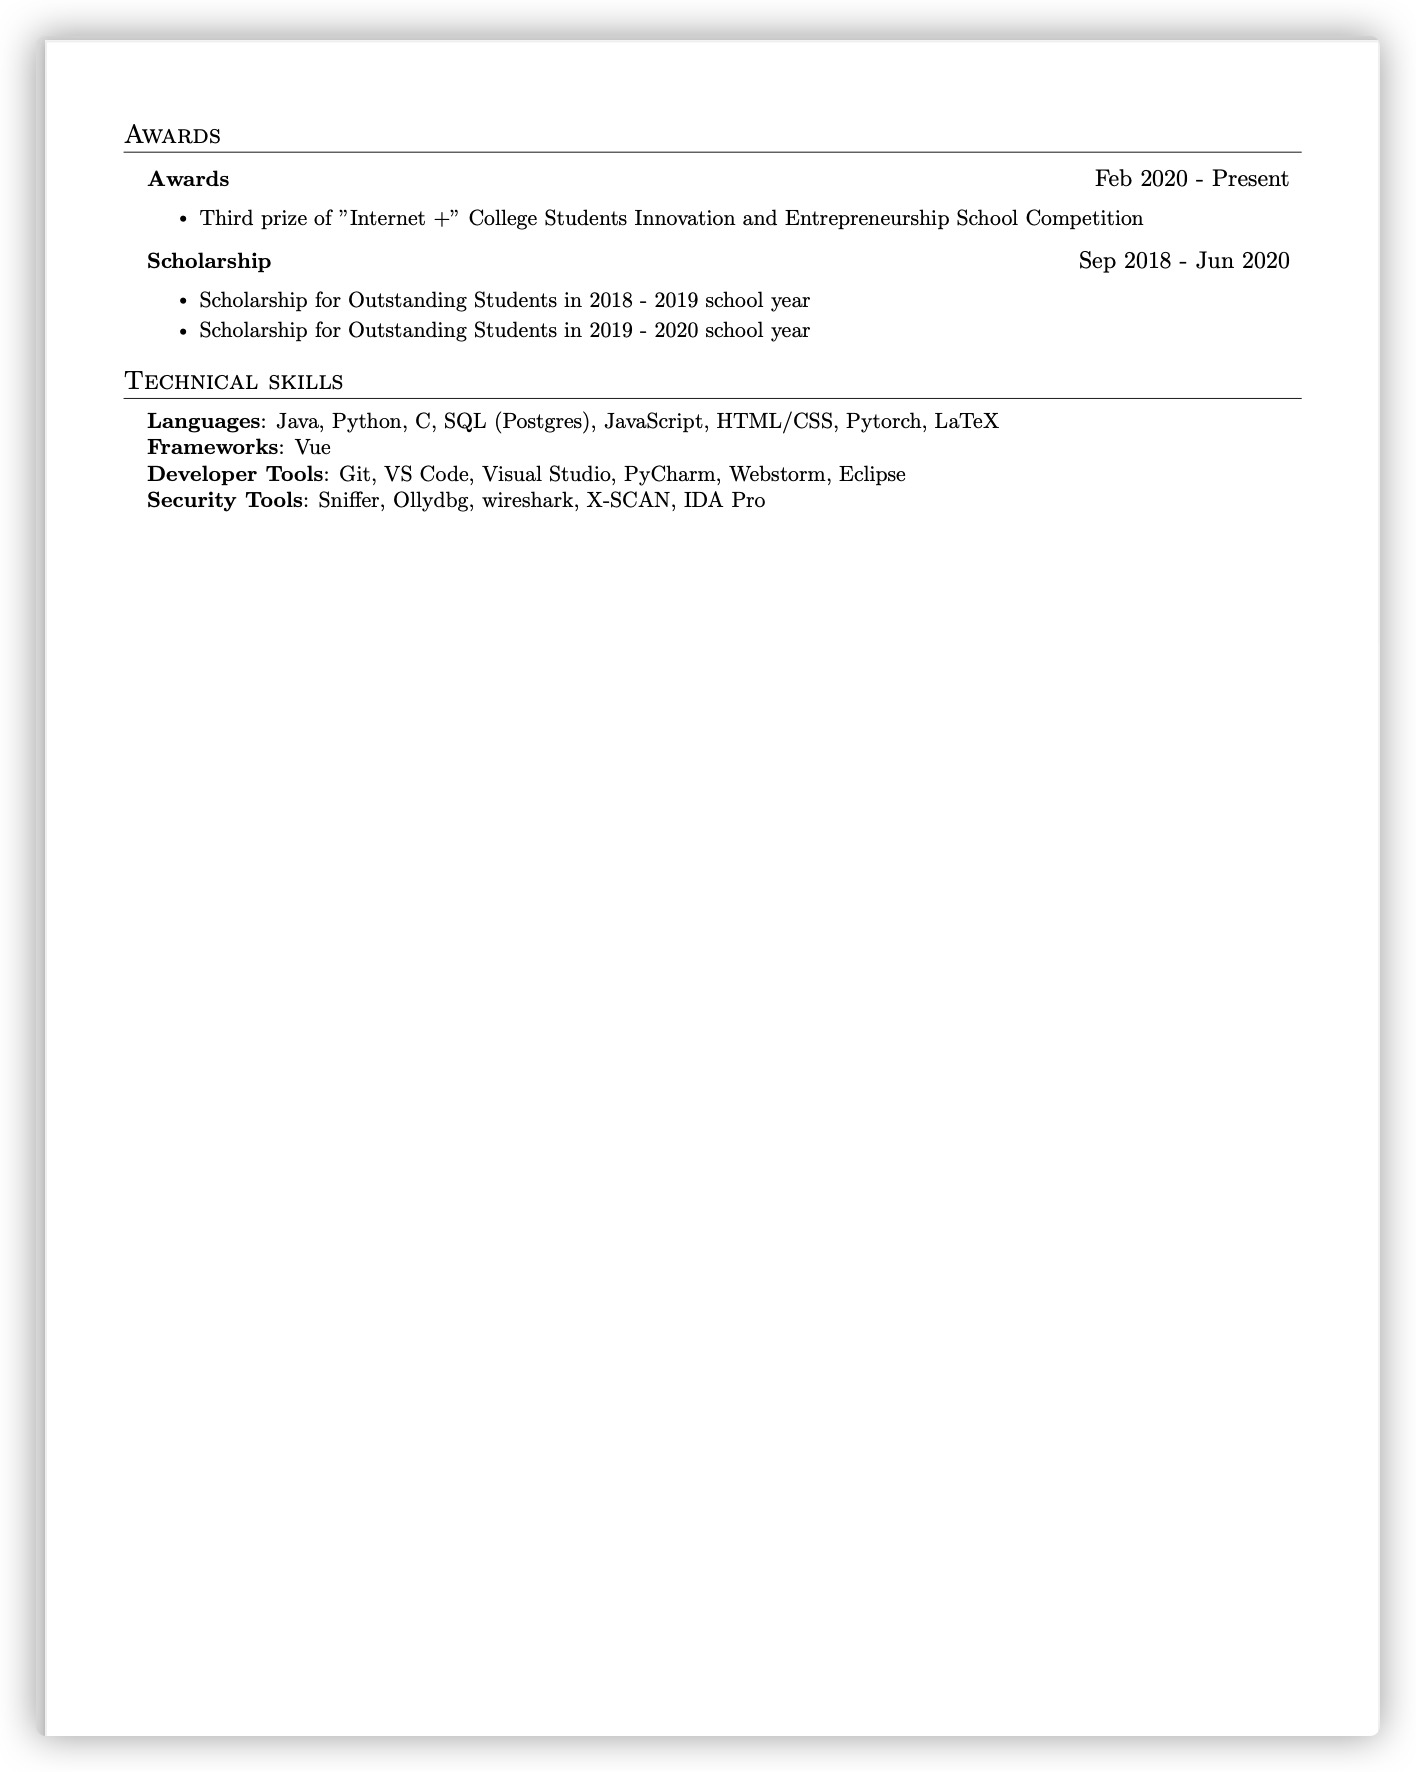 Awards
Awards Feb 2020 - Present
• Third prize of ”Internet +” College Students Innovation and Entrepreneurship School Competition
Scholarship Sep 2018 - Jun 2020
• Scholarship for Outstanding Students in 2018 - 2019 school year
• Scholarship for Outstanding Students in 2019 - 2020 school year
Technical skills
Languages: Java, Python, C, SQL (Postgres), JavaScript, HTML/CSS, Pytorch, LaTeX
Frameworks: Vue
Developer Tools: Git, VS Code, Visual Studio, PyCharm, Webstorm, Eclipse
Security Tools: Sniffer, Ollydbg, wireshark, X-SCAN, IDA Pro